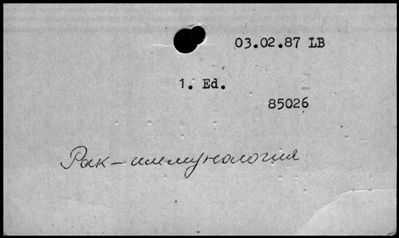 03.02.87 LB
1. Ed.
85026
Рак – иммунология